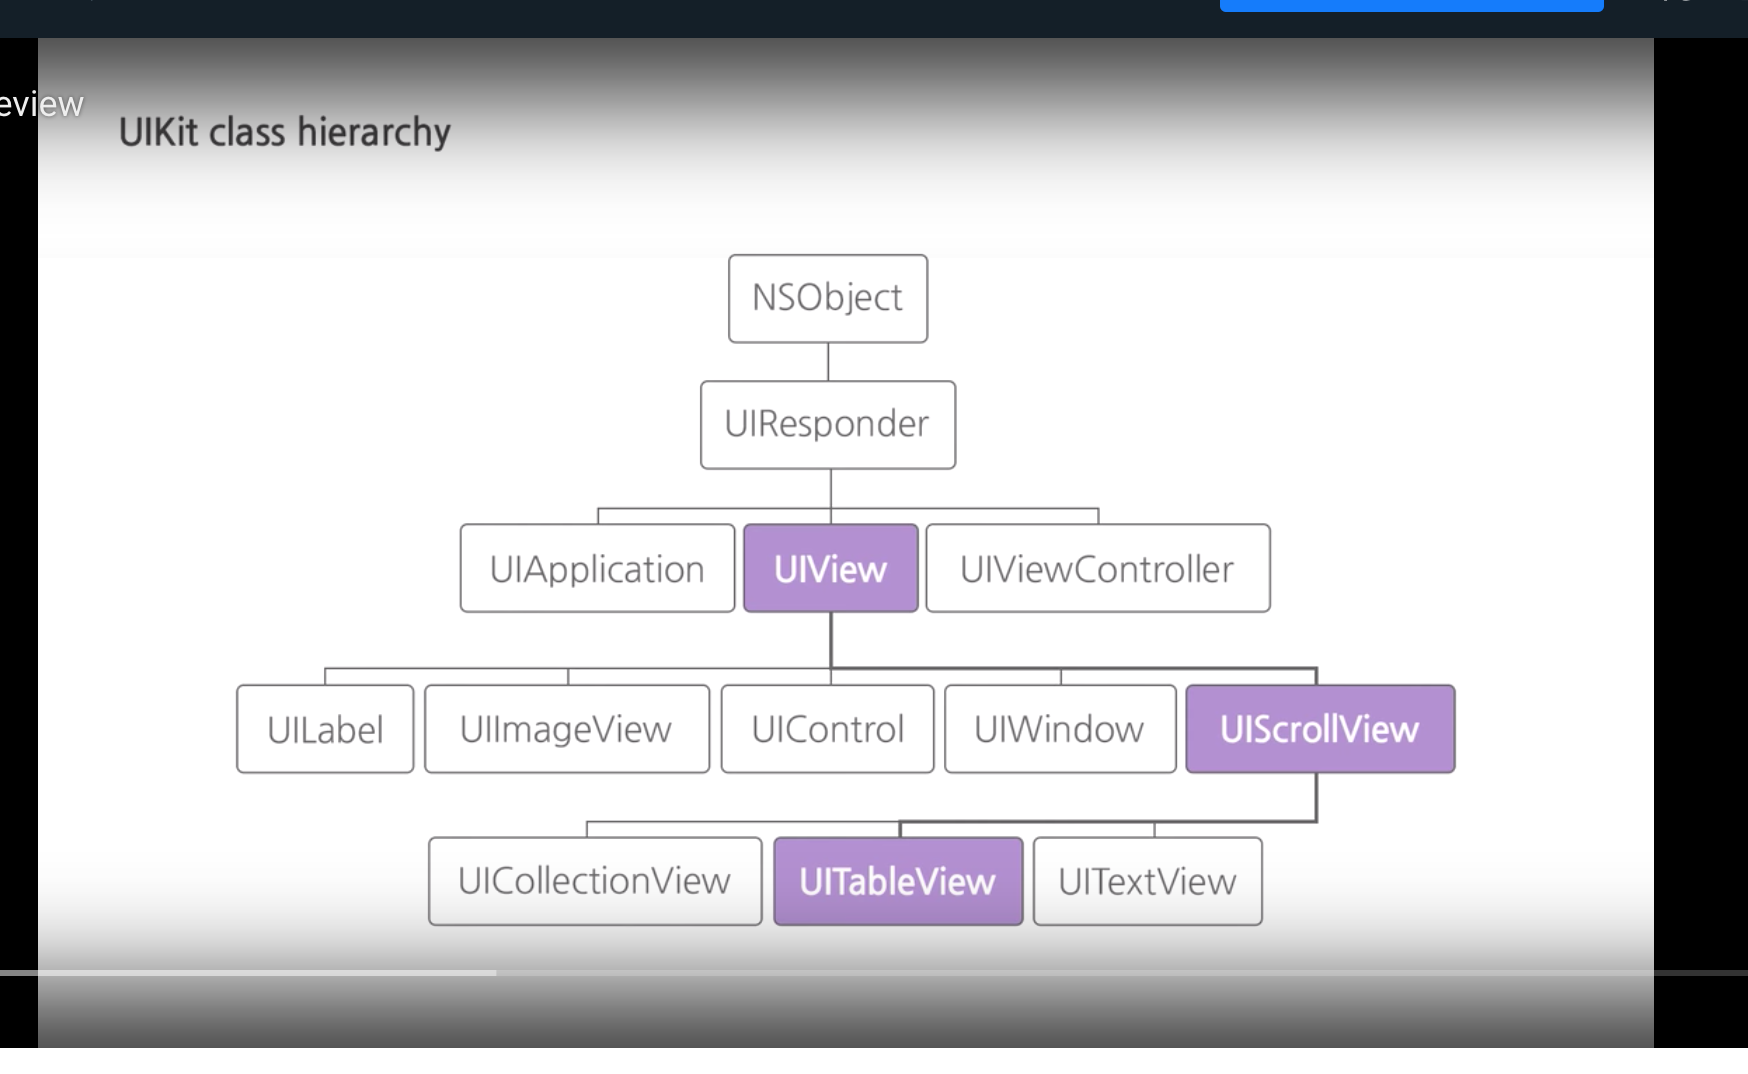 eview
UIKit class hierarchy
NSObject
UIResponder
UIApplication
UIView
UIViewController
UILabel
UIImageView
UIControl
UIWindow
UIScrollView
UICollectionView
UITableView
UITextView